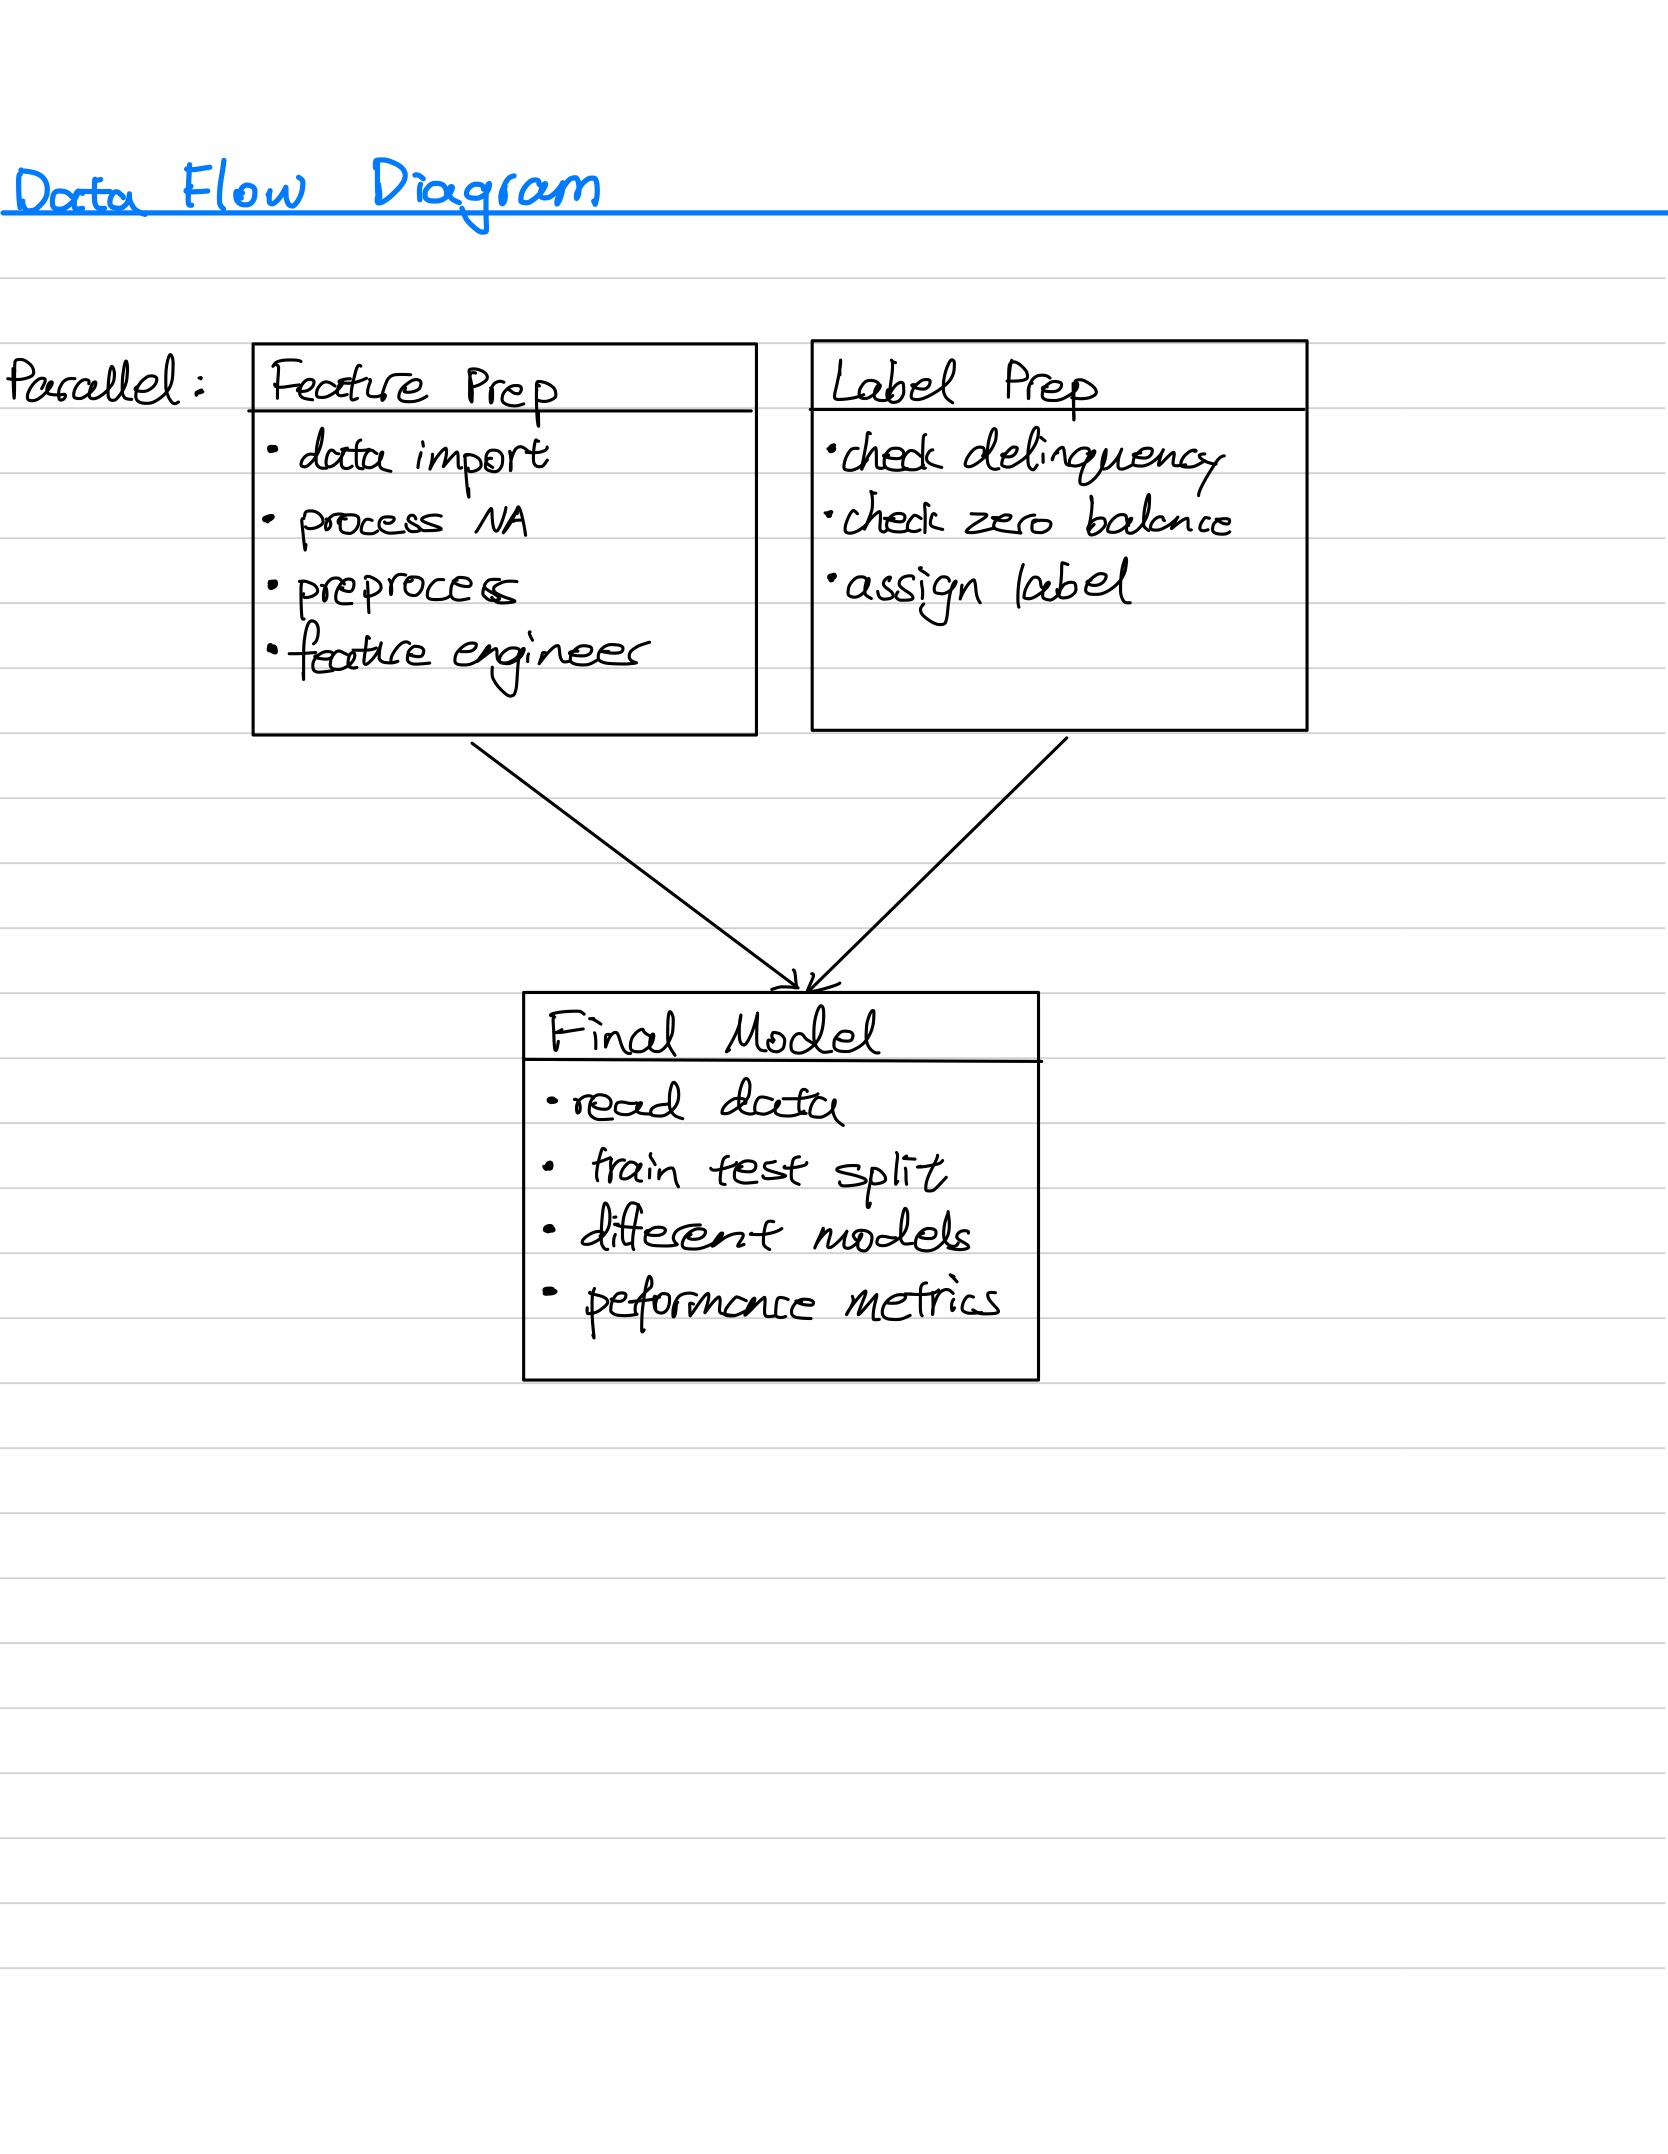 Data Flow Diagram
Parallel:
Feature Prep
• data import
• process NA
• preprocess
• feature engineer
Label Prep
• check delinquency
• check zero balance
• assign label
Final Model
• read data
• train test split
• different models
• peformance metrics